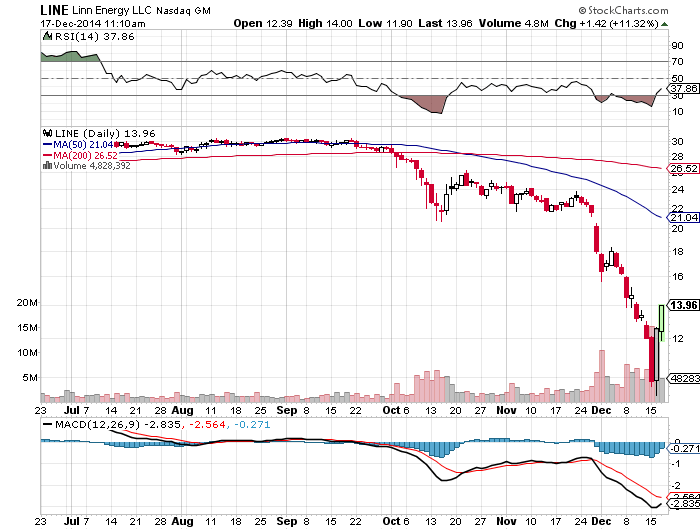 LINE Linn Energy LLC Nasdaq GM © StockCharts.com
17-Dec-2014 11:10am Open 12.39 High 14.00 Low 11.90 Last 13.96 Volume 4.8M Chg +1.42 (+11.32%)
RSI(14) 37.86
90
70
50
37.86
30
10
LINE (Daily) 13.96
MA(50) 21.04
MA(200) 26.52
Volume 4,828,392
30
28
26.52
24
22
21.04
20
18
16
13.96
12
48283
20M
15M
10M
5M
23 Jul 7 14 21 28 Aug 11 18 25 Sep 8 15 22 Oct 6 13 20 27 Nov 10 17 24 Dec 8 15
MACD(12,26,9) -2.835, -2.564, -0.271
0
-0.271
-1
-2
-2.564
-2.835
23 Jul 7 14 21 28 Aug 11 18 25 Sep 8 15 22 Oct 6 13 20 27 Nov 10 17 24 Dec 8 15